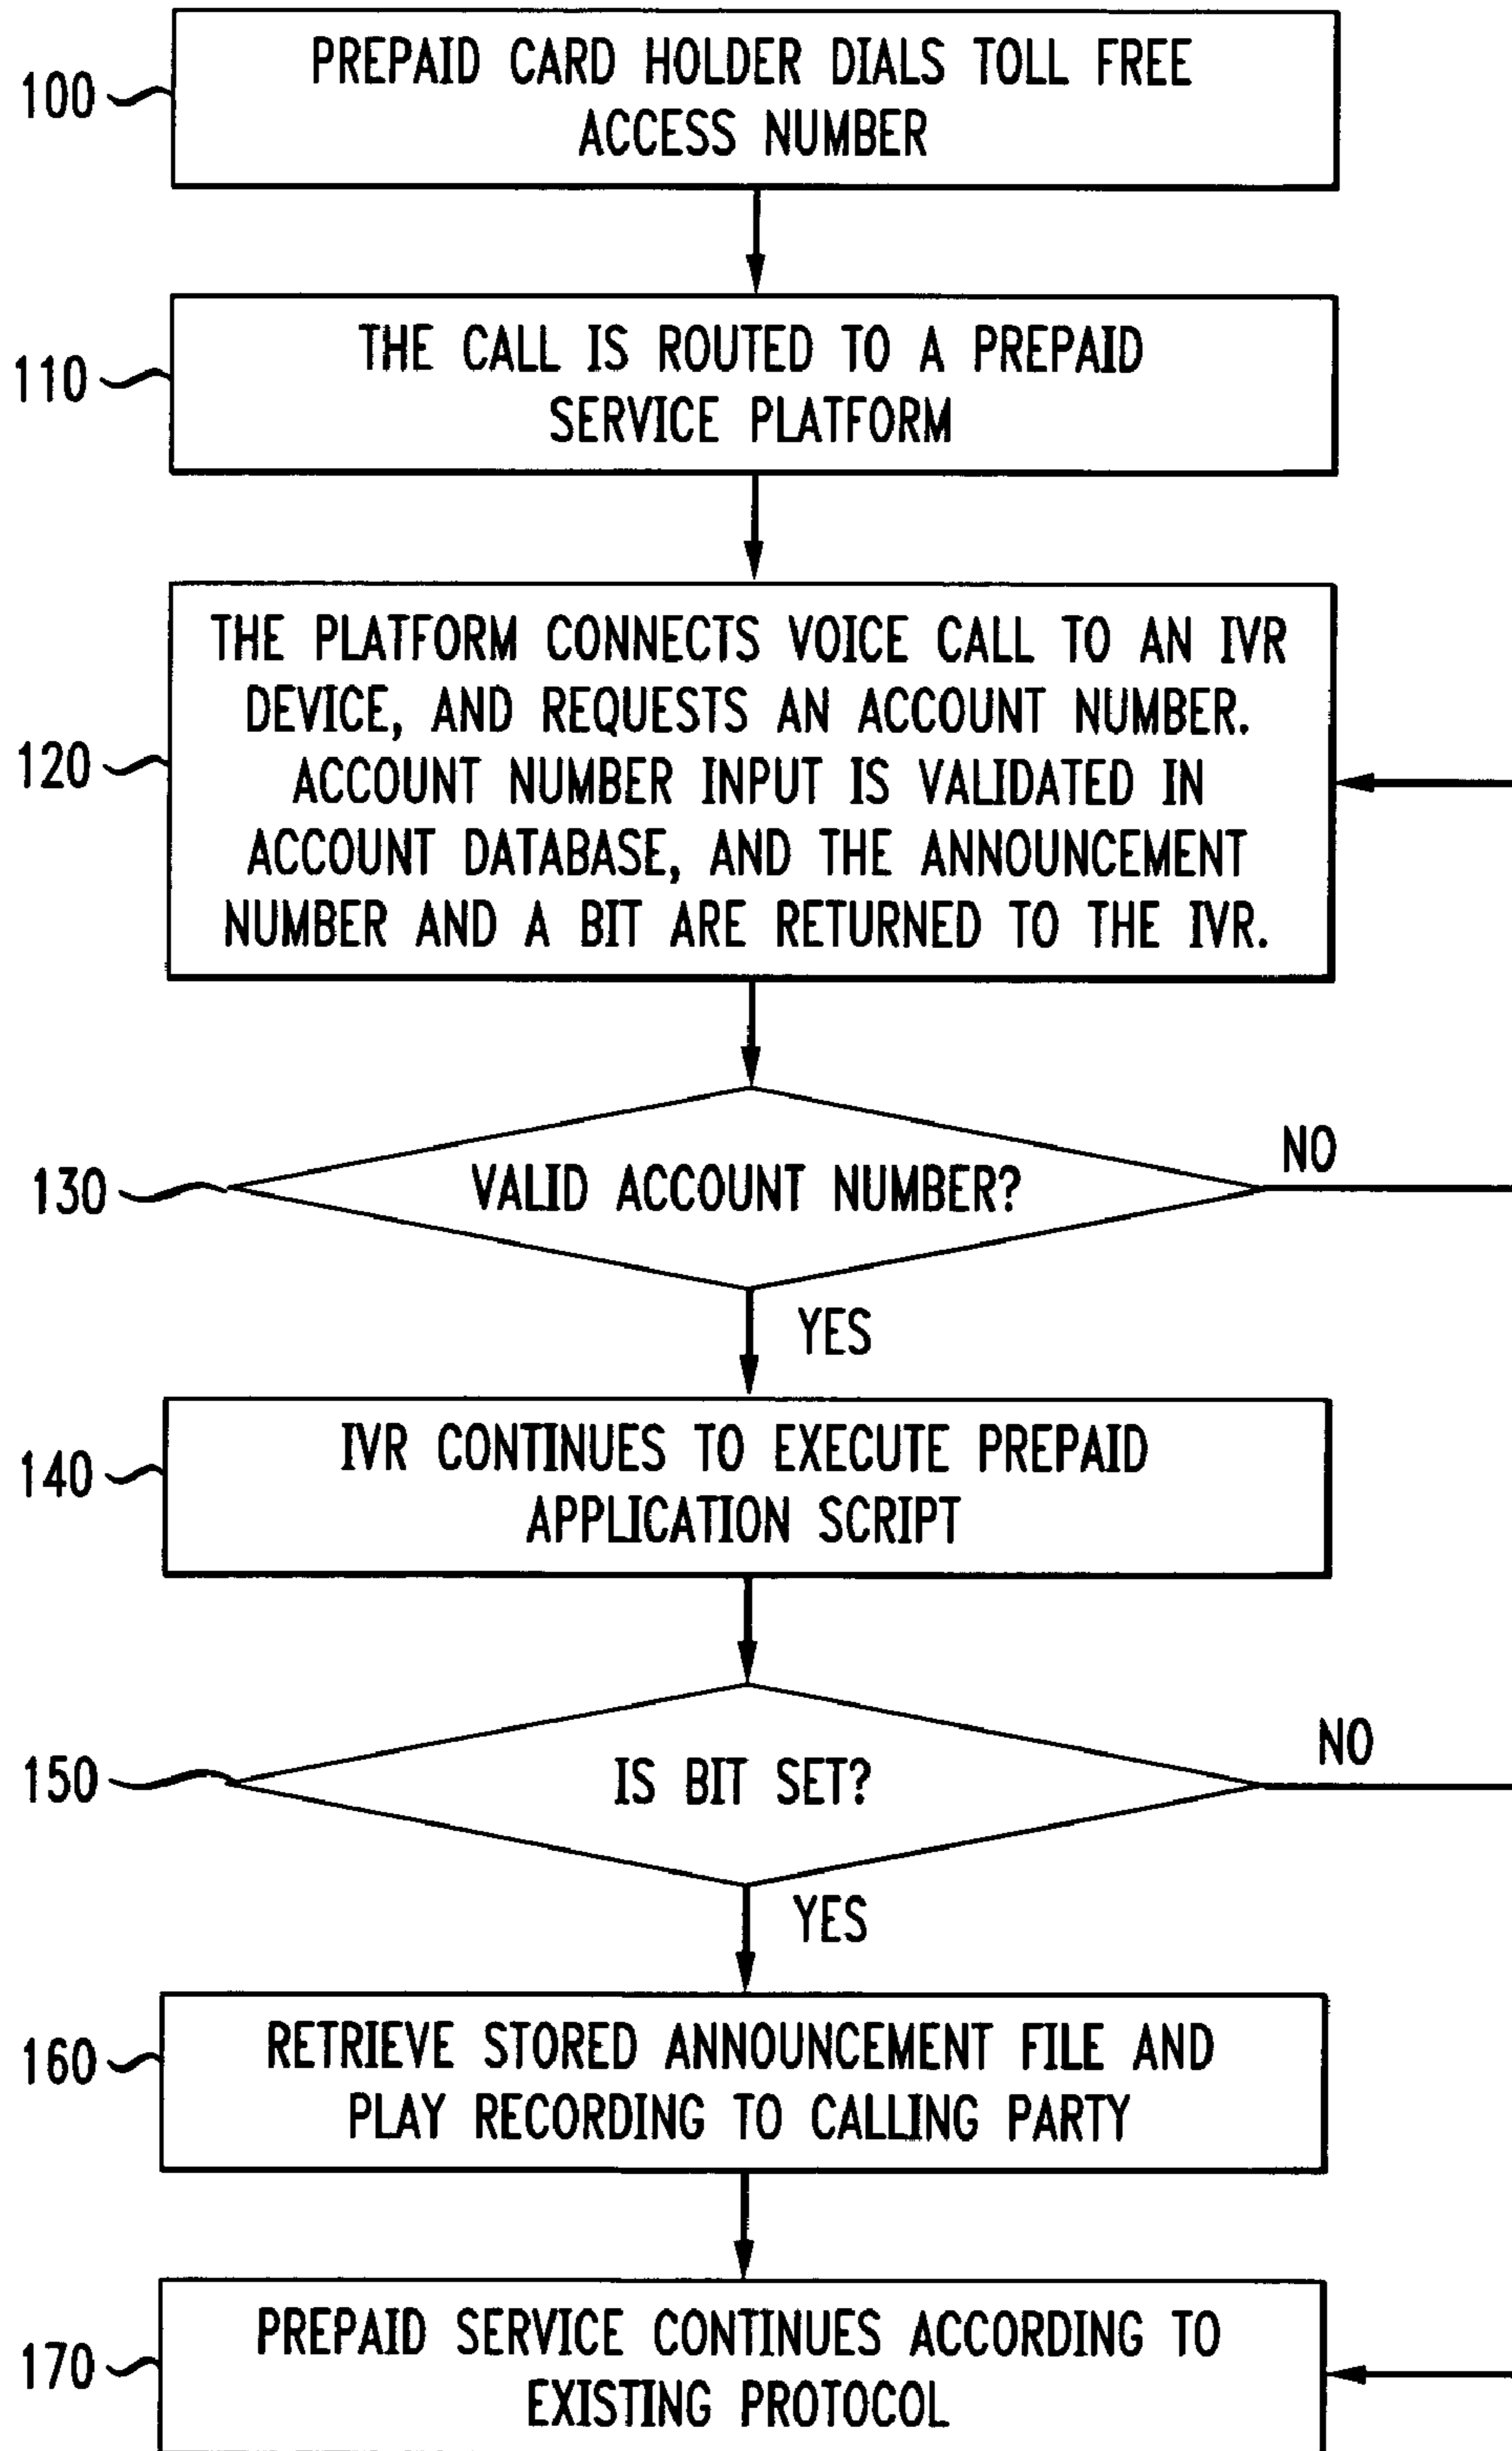 100
PREPAID CARD HOLDER DIALS TOLL FREE
ACCESS NUMBER
110
THE CALL IS ROUTED TO A PREPAID
SERVICE PLATFORM
120
THE PLATFORM CONNECTS VOICE CALL TO AN IVR
DEVICE, AND REQUESTS AN ACCOUNT NUMBER.
ACCOUNT NUMBER INPUT IS VALIDATED IN
ACCOUNT DATABASE, AND THE ANNOUNCEMENT
NUMBER AND A BIT ARE RETURNED TO THE IVR.
130
VALID ACCOUNT NUMBER?
NO
YES
140
IVR CONTINUES TO EXECUTE PREPAID
APPLICATION SCRIPT
150
IS BIT SET?
NO
YES
160
RETRIEVE STORED ANNOUNCEMENT FILE AND
PLAY RECORDING TO CALLING PARTY
170
PREPAID SERVICE CONTINUES ACCORDING TO
EXISTING PROTOCOL